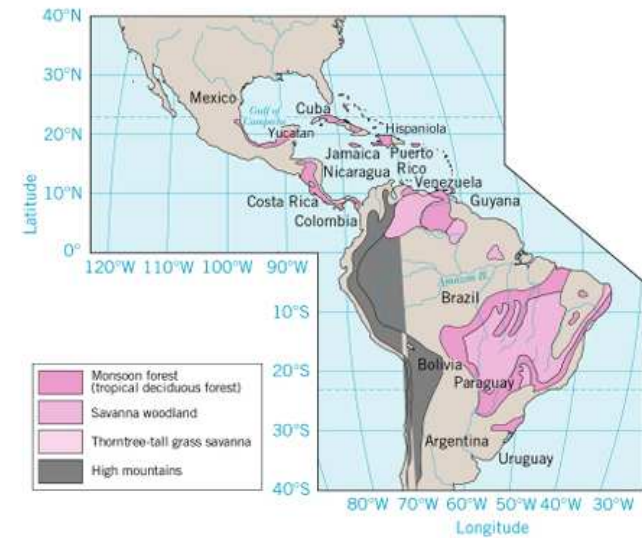 40°N
30°N
20°N
10°N
0°
Latitude
120°W 110°W 100°W 90°W
10°S
20°S
30°S
40°S
80°W 70°W 60°W 50°W 40°W 30°W
Longitude
Mexico
Gulf of
Campeche
Cuba
Yucatan
Hispaniola
Jamaica
Puerto
Rico
Nicaragua
Venezuela
Costa Rica
Guyana
Colombia
Amazon R.
Brazil
Bolivia
Paraguay
Argentina
Uruguay
Monsoon forest
(tropical deciduous forest)
Savanna woodland
Thorntree-tall grass savanna
High mountains